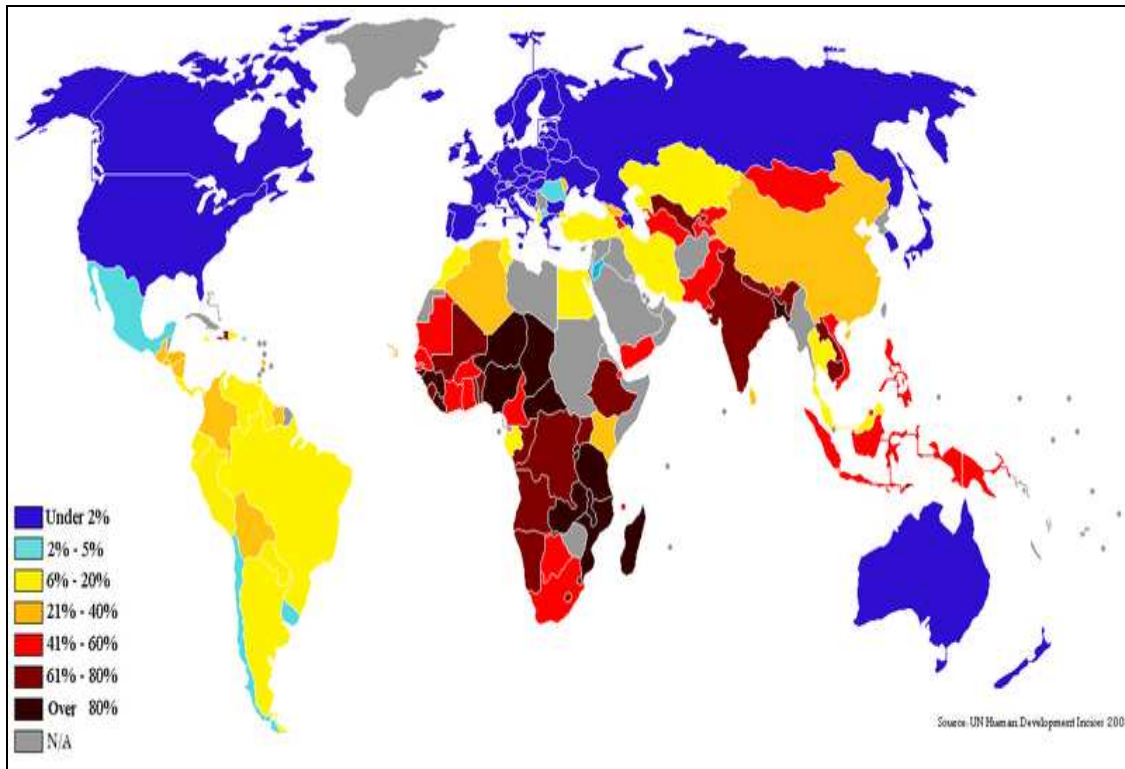 Under 2%
2% - 5%
6% - 20%
21% - 40%
41% - 60%
61% - 80%
Over 80%
N/A
Source: UN Human Development Indices 200